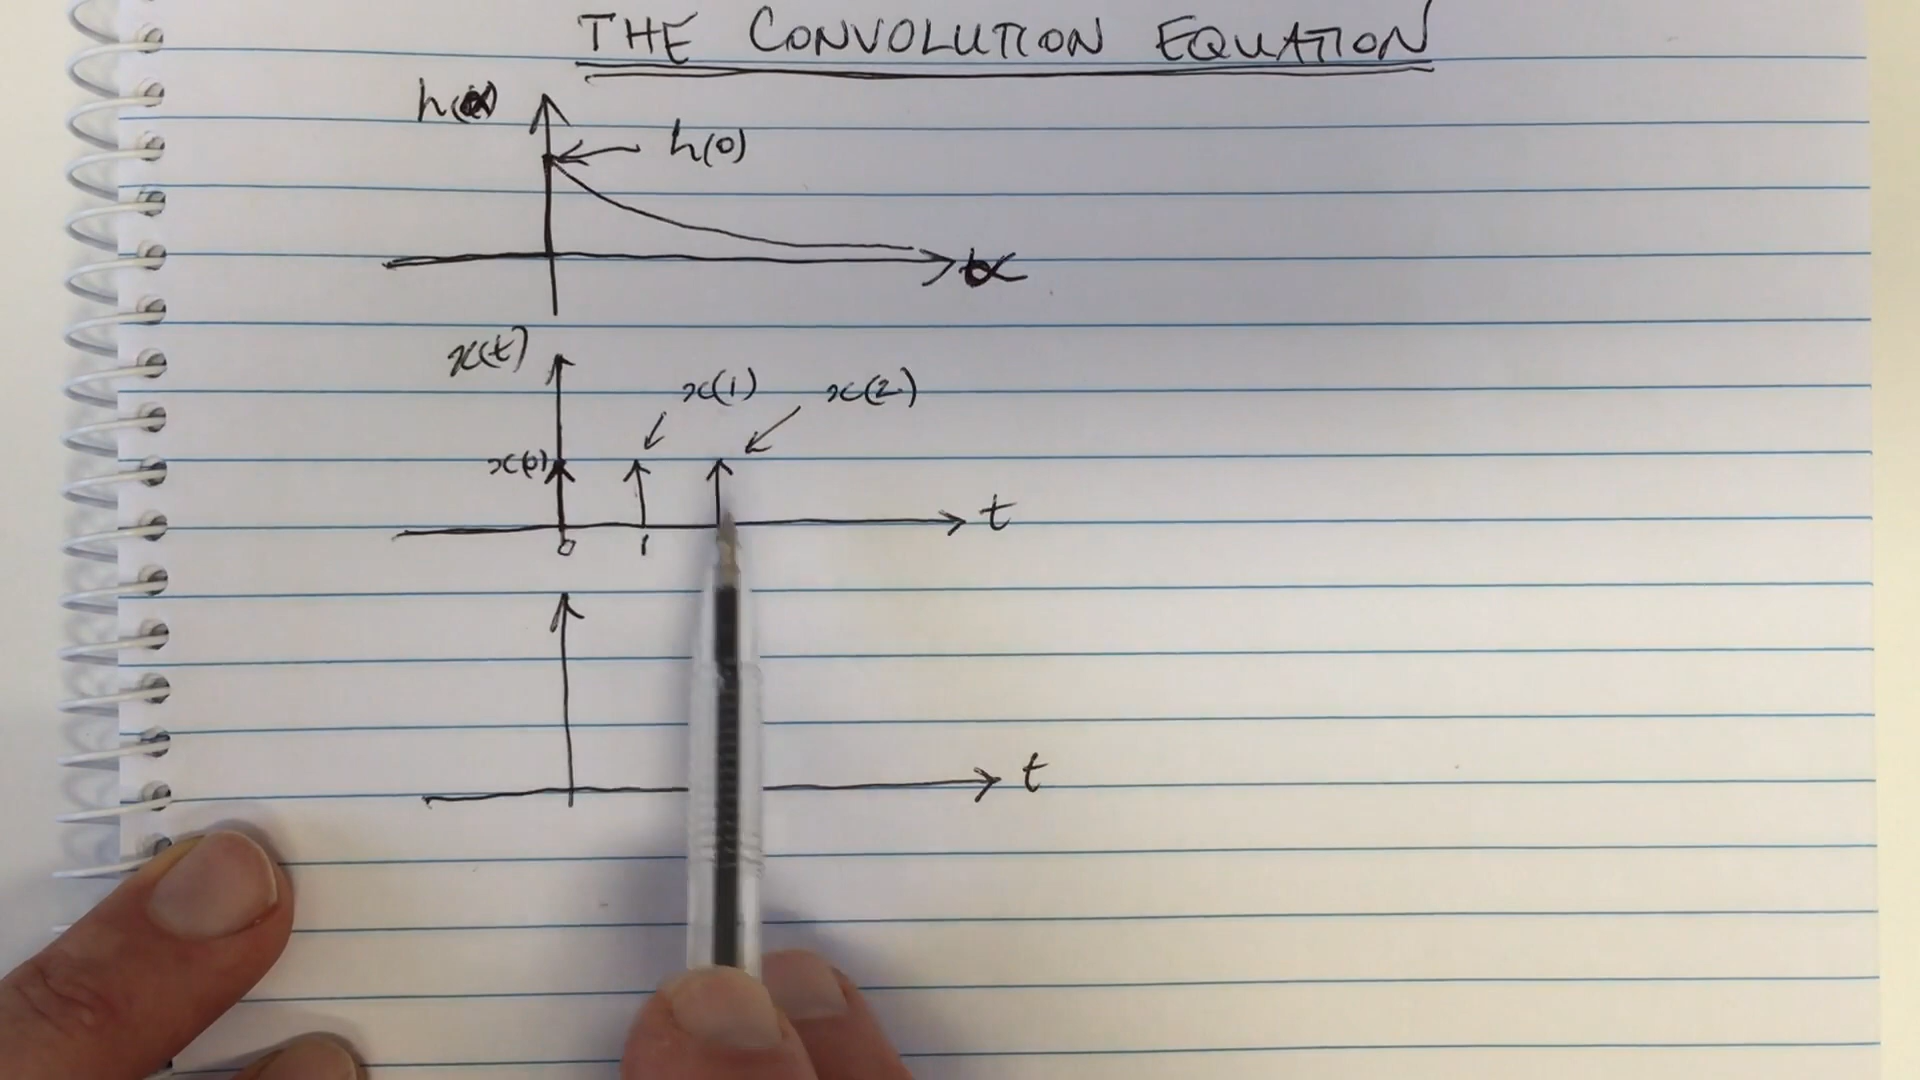 THE CONVOLUTION EQUATION
h(α)
h(0)
α
x(t)
x(1) x(2)
x(0)
t
0 1
t